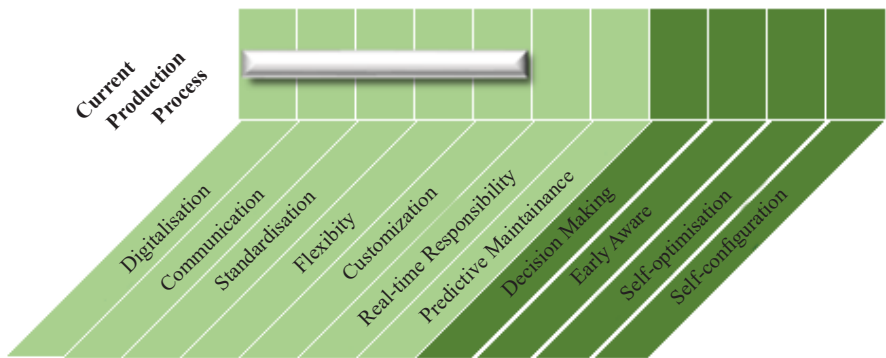 Current
Production
Process
Digitalisation
Communication
Standardisation
Flexibity
Customization
Real-time Responsibility
Predictive Maintainance
Decision Making
Early Aware
Self-optimisation
Self-configuration